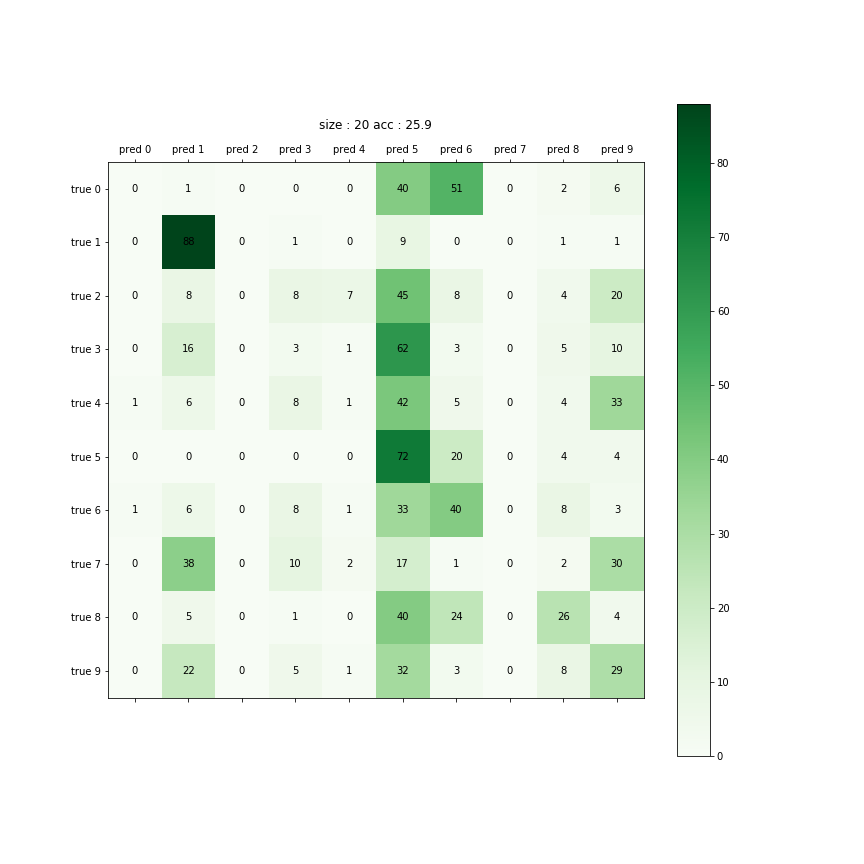 size : 20 acc : 25.9
pred 0 pred 1 pred 2 pred 3 pred 4 pred 5 pred 6 pred 7 pred 8 pred 9
true 0 0 1 0 0 0 40 51 0 2 6
true 1 0 88 0 1 0 9 0 0 1 1
true 2 0 8 0 8 7 45 8 0 4 20
true 3 0 16 0 3 1 62 3 0 5 10
true 4 1 6 0 8 1 42 5 0 4 33
true 5 0 0 0 0 0 72 20 0 4 4
true 6 1 6 0 8 1 33 40 0 8 3
true 7 0 38 0 10 2 17 1 0 2 30
true 8 0 5 0 1 0 40 24 0 26 4
true 9 0 22 0 5 1 32 3 0 8 29
80
70
60
50
40
30
20
10
0